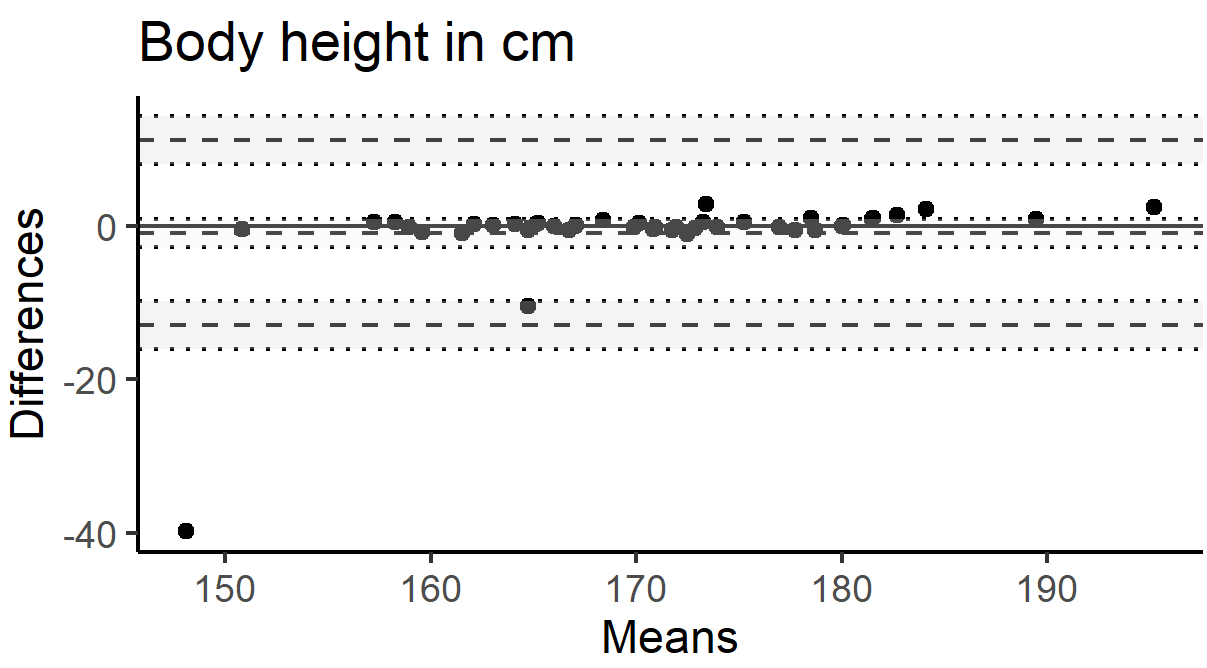 Body height in cm
Differences
0
-20
-40
150 160 170 180 190
Means